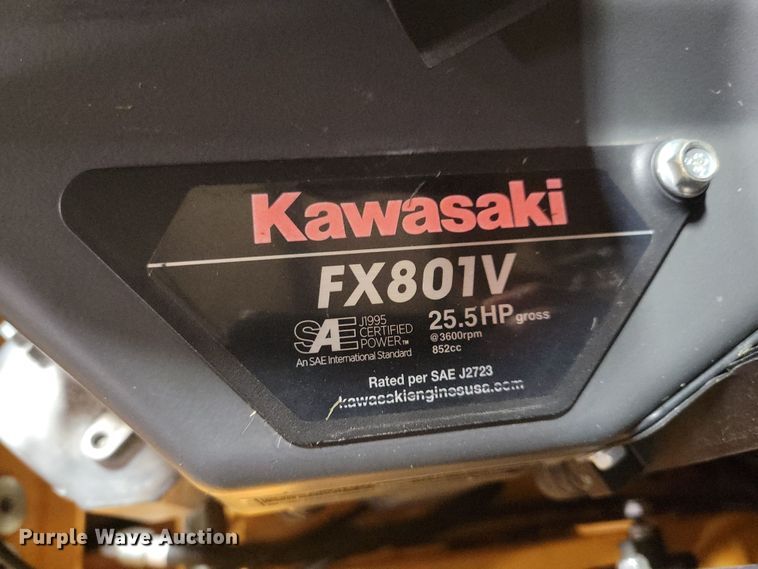 Kawasaki
FX801V
SAE J1995 CERTIFIED POWER™
An SAE International Standard
25.5HP gross
@3600rpm
852cc
Rated per SAE J2723
kawasakienginesusa.com
Purple Wave Auction